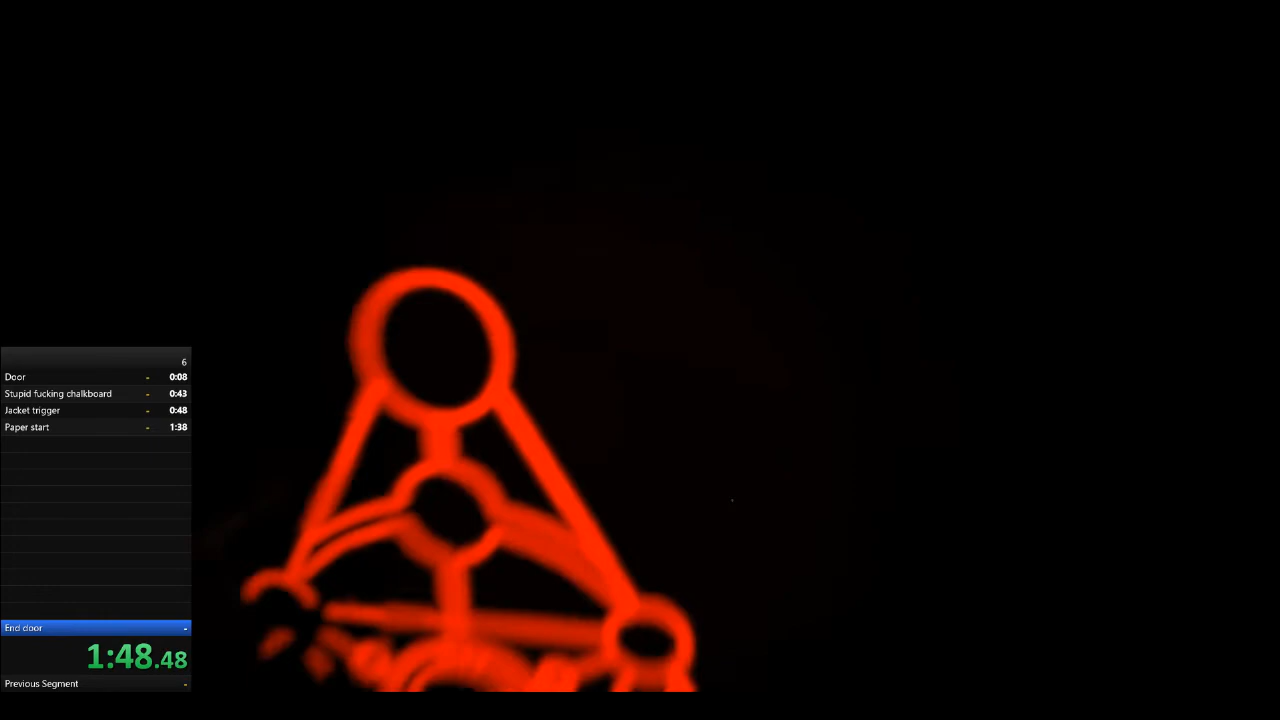 6
Door - 0:08
Stupid fucking chalkboard - 0:43
Jacket trigger - 0:48
Paper start - 1:38
End door -
1:48.48
Previous Segment -